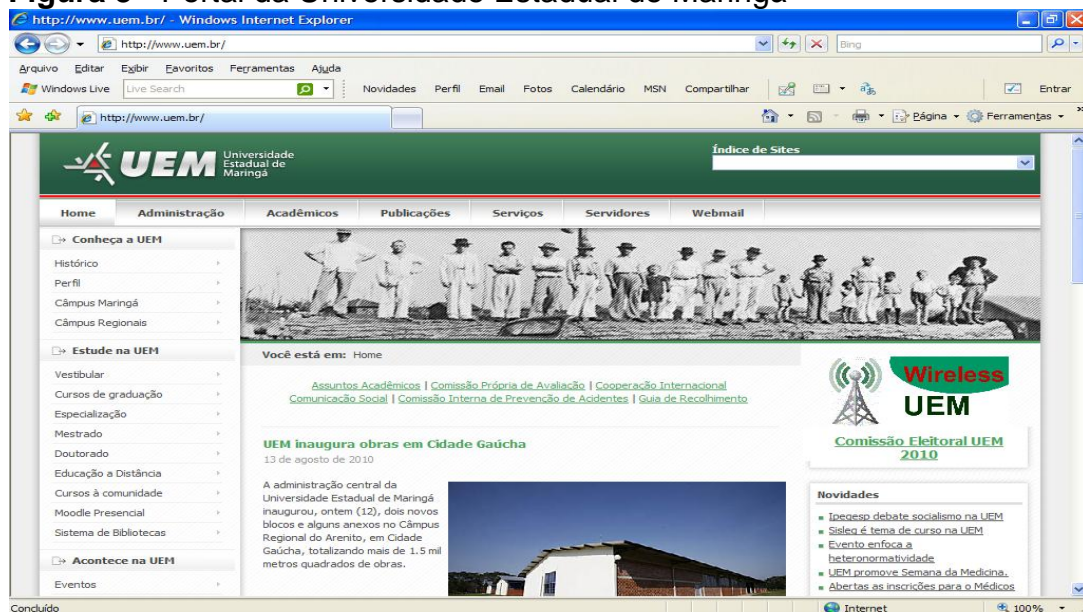 Figura 3 - Portal da Universidade Estadual de Maringá
http://www.uem.br/ - Windows Internet Explorer
http://www.uem.br/
Bing
Arquivo Editar Exibir Favoritos Ferramentas Ajuda
Windows Live Live Search Novidades Perfil Email Fotos Calendário MSN Compartilhar Entrar
http://www.uem.br/ Página Ferramentas
UEM Universidade
Estadual de
Maringá
Índice de Sites
Home Administração Acadêmicos Publicações Serviços Servidores Webmail
Conheça a UEM
Histórico
Perfil
Câmpus Maringá
Câmpus Regionais
Estude na UEM
Vestibular
Cursos de graduação
Especialização
Mestrado
Doutorado
Educação a Distância
Cursos à comunidade
Moodle Presencial
Sistema de Bibliotecas
Acontece na UEM
Eventos
Você está em: Home
Assuntos Acadêmicos | Comissão Própria de Avaliação | Cooperação Internacional
Comunicação Social | Comissão Interna de Prevenção de Acidentes | Guia de Recolhimento
UEM inaugura obras em Cidade Gaúcha
13 de agosto de 2010
A administração central da
Universidade Estadual de Maringá
inaugurou, ontem (12), dois novos
blocos e alguns anexos no Câmpus
Regional do Arenito, em Cidade
Gaúcha, totalizando mais de 1.5 mil
metros quadrados de obras.
Wireless
UEM
Comissão Eleitoral UEM
2010
Novidades
Ipegesp debate socialismo na UEM
Sisleg é tema de curso na UEM
Evento enfoca a
heteronormatividade
UEM promove Semana da Medicina.
Abertas as inscrições para o Médicos
Concluído Internet 100%